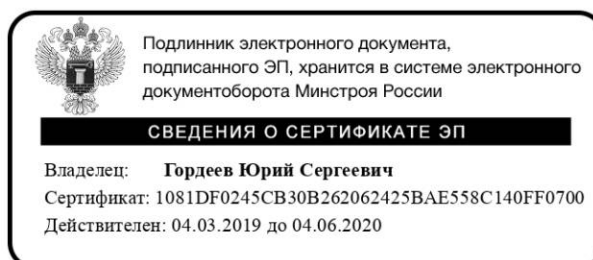 Подлинник электронного документа,
подписанного ЭП, хранится в системе электронного
документоборота Минстроя России
СВЕДЕНИЯ О СЕРТИФИКАТЕ ЭП
Владелец: Гордеев Юрий Сергеевич
Сертификат: 1081DF0245CB30B262062425BAE558C140FF0700
Действителен: 04.03.2019 до 04.06.2020